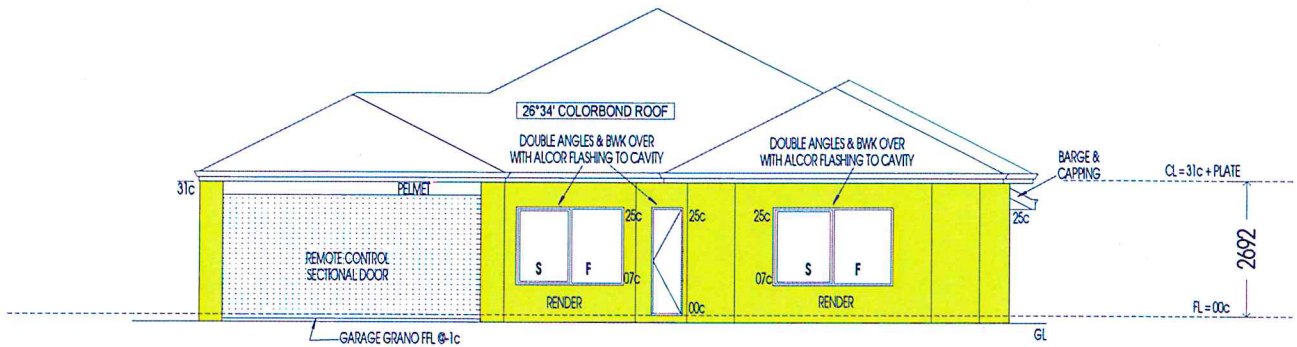 26°34' COLORBOND ROOF
DOUBLE ANGLES & BWK OVER
WITH ALCOR FLASHING TO CAVITY
DOUBLE ANGLES & BWK OVER
WITH ALCOR FLASHING TO CAVITY
BARGE &
CAPPING
CL = 31c + PLATE
31c
PELMET
25c
25c
25c
25c
REMOTE CONTROL
SECTIONAL DOOR
S
F
S
F
2692
07c
07c
RENDER
RENDER
00c
FL = 00c
GARAGE GRANO FFL @-1c
GL